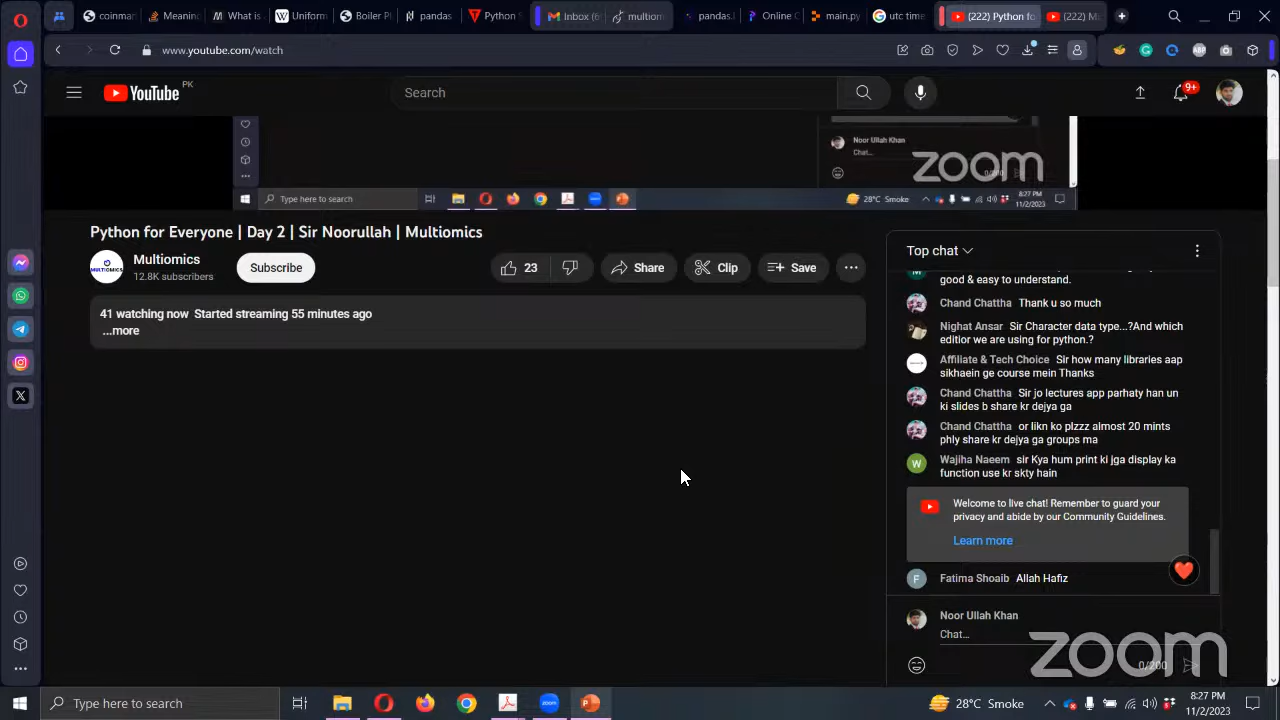 coinman
Meanin
What is
Uniform
Boiler Pl
pandas
Python S
Inbox (6
multiom
pandas.I
Online C
main.py
utc time
(222) Python fo
(222) M
www.youtube.com/watch
YouTube PK
Search
9+
Noor Ullah Khan
Chat...
zoom
Type here to search
28°C Smoke
8:27 PM
11/2/2023
Python for Everyone | Day 2 | Sir Noorullah | Multiomics
MULTIOMICS
Multiomics
12.8K subscribers
Subscribe
23
Share
Clip
Save
41 watching now Started streaming 55 minutes ago
...more
Top chat
good & easy to understand.
Chand Chattha Thank u so much
Nighat Ansar Sir Character data type...?And which
editior we are using for python.?
Affiliate & Tech Choice Sir how many libraries aap
sikhaein ge course mein Thanks
Chand Chattha Sir jo lectures app parhaty han un
ki slides b share kr dejya ga
Chand Chattha or likn ko plzzz almost 20 mints
phly share kr dejya ga groups ma
Wajiha Naeem sir Kya hum print ki jga display ka
function use kr skty hain
Welcome to live chat! Remember to guard your
privacy and abide by our Community Guidelines.
Learn more
Fatima Shoaib Allah Hafiz
Noor Ullah Khan
Chat...
0/200
zoom
Type here to search
28°C Smoke
8:27 PM
11/2/2023